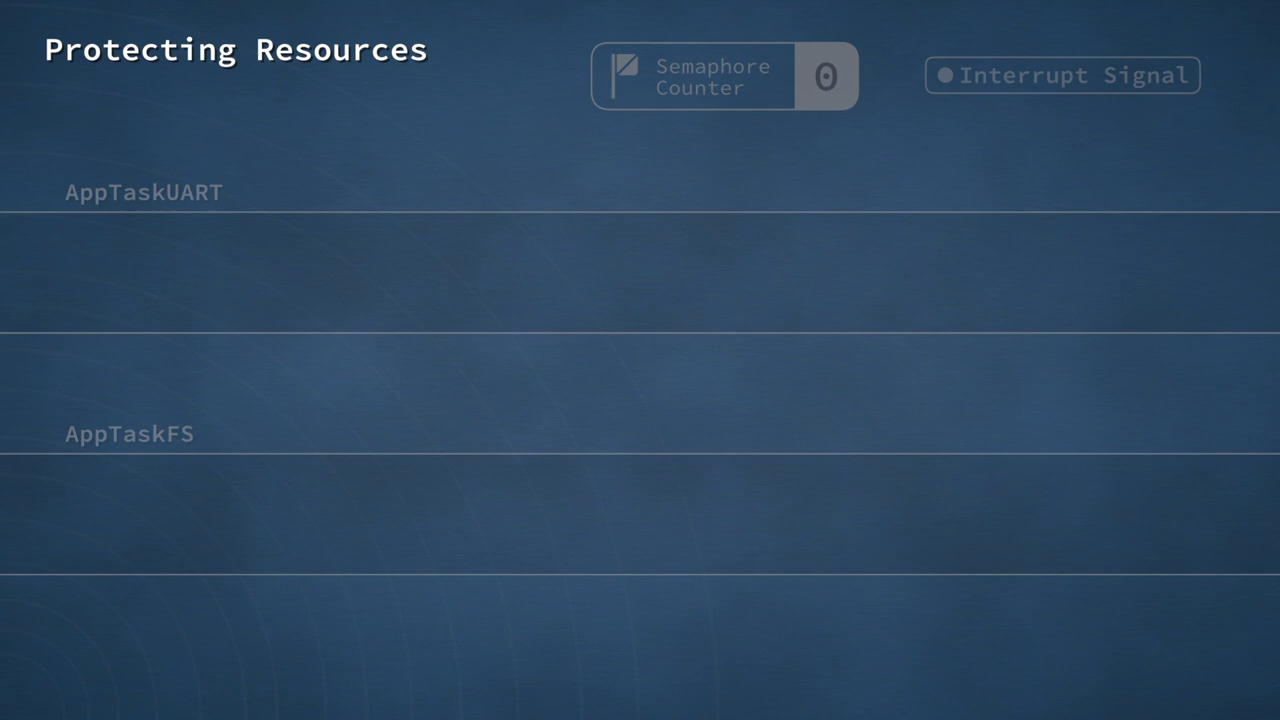 Protecting Resources
Semaphore
Counter
0
Interrupt Signal
AppTaskUART
AppTaskFS